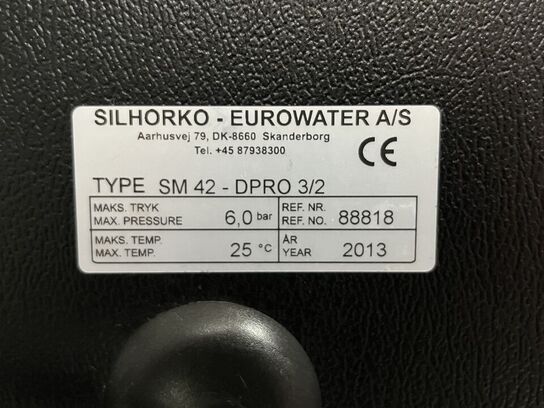 SILHORKO - EUROWATER A/S
Aarhusvej 79, DK-8660 Skanderborg
Tel. +45 87938300
CE
TYPE SM 42 - DPRO 3/2
MAKS. TRYK
MAX. PRESSURE 6,0 bar
REF. NR.
REF. NO. 88818
MAKS. TEMP.
MAX. TEMP. 25 °C
ÅR
YEAR 2013